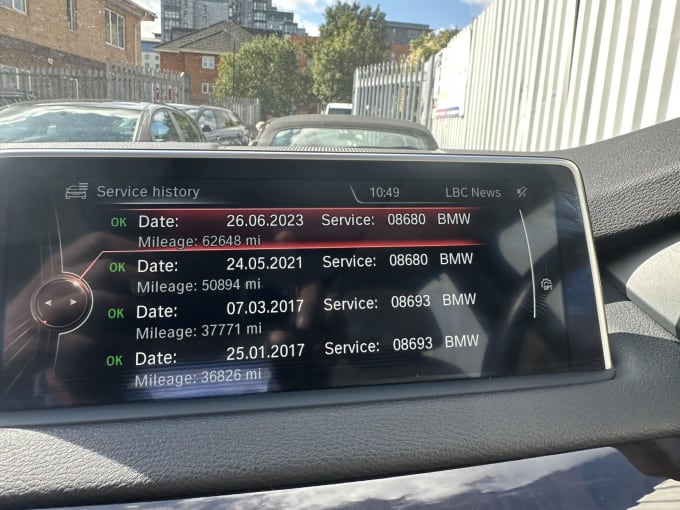 Service history 10:49 LBC News
OK Date: 26.06.2023 Service: 08680 BMW
Mileage: 62648 mi
OK Date: 24.05.2021 Service: 08680 BMW
Mileage: 50894 mi
OK Date: 07.03.2017 Service: 08693 BMW
Mileage: 37771 mi
OK Date: 25.01.2017 Service: 08693 BMW
Mileage: 36826 mi